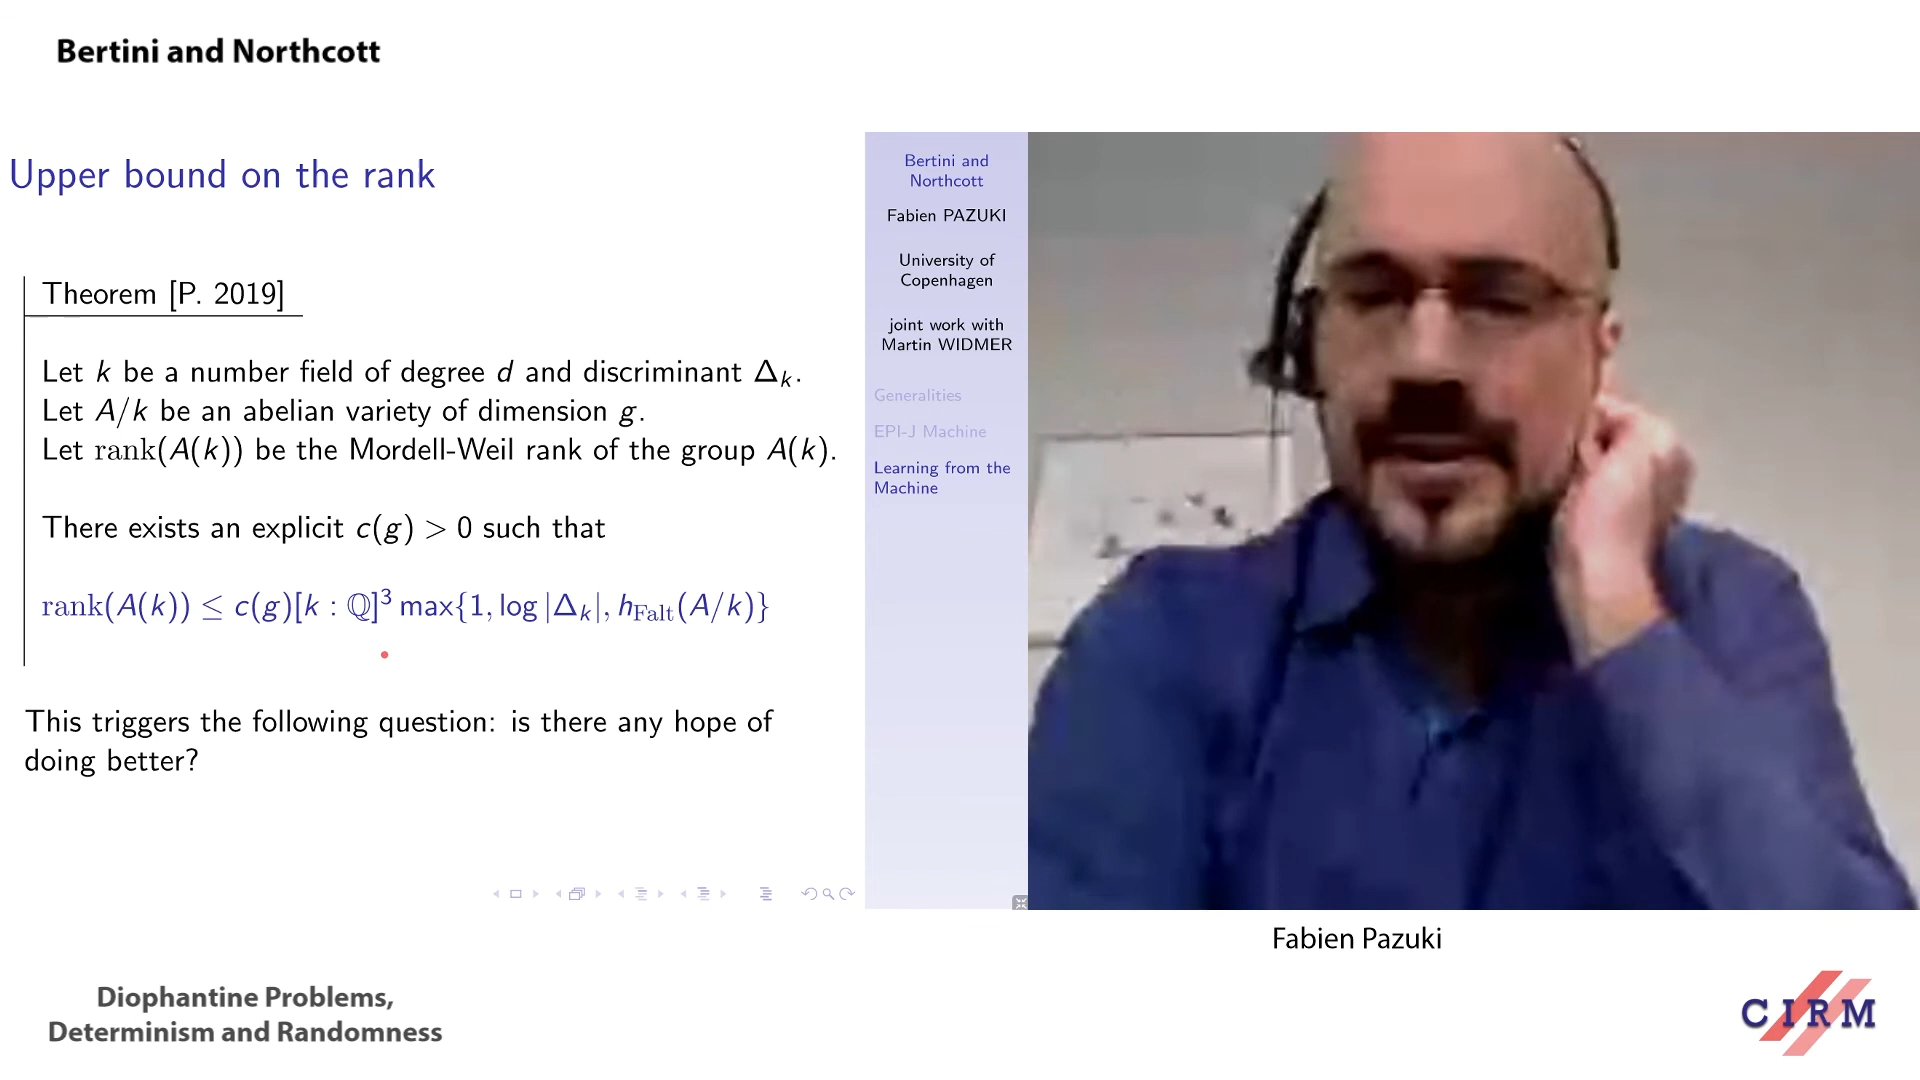 Bertini and Northcott
Upper bound on the rank
Theorem [P. 2019]
Let k be a number field of degree d and discriminant Δ_k.
Let A/k be an abelian variety of dimension g.
Let rank(A(k)) be the Mordell-Weil rank of the group A(k).
There exists an explicit c(g) > 0 such that
rank(A(k)) ≤ c(g)[k : ℚ]³ max{1, log |Δ_k|, h_Falt(A/k)}
This triggers the following question: is there any hope of
doing better?
Bertini and
Northcott
Fabien PAZUKI
University of
Copenhagen
joint work with
Martin WIDMER
Generalities
EPI-J Machine
Learning from the
Machine
Fabien Pazuki
Diophantine Problems,
Determinism and Randomness
CIRM